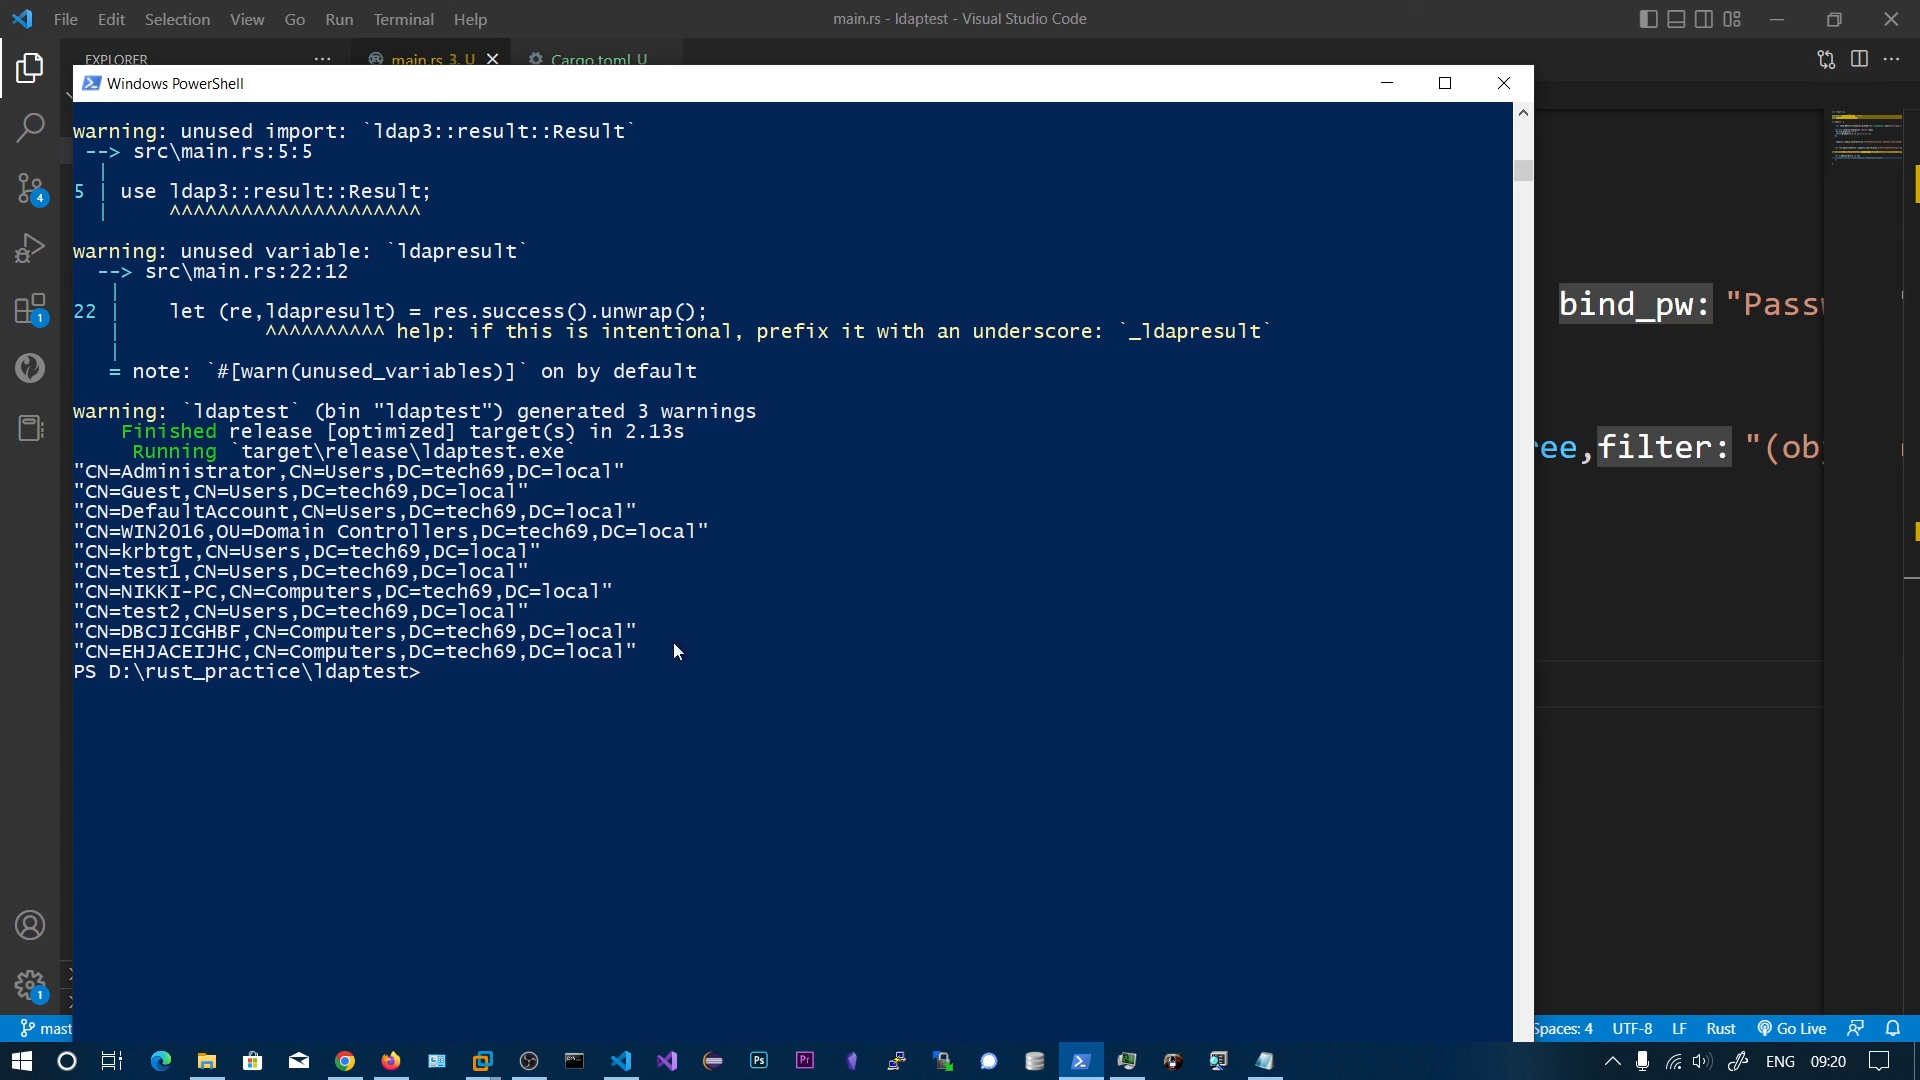 File Edit Selection View Go Run Terminal Help
main.rs - ldaptest - Visual Studio Code
EXPLORER
main.rs 3, U
Cargo.toml U
Windows PowerShell
warning: unused import: `ldap3::result::Result`
--> src\main.rs:5:5
|
5 | use ldap3::result::Result;
| ^^^^^^^^^^^^^^^^^^^^^
warning: unused variable: `ldapresult`
--> src\main.rs:22:12
|
22 | let (re,ldapresult) = res.success().unwrap();
| ^^^^^^^^^^ help: if this is intentional, prefix it with an underscore: `_ldapresult`
|
= note: `#[warn(unused_variables)]` on by default
warning: `ldaptest` (bin "ldaptest") generated 3 warnings
Finished release [optimized] target(s) in 2.13s
Running `target\release\ldaptest.exe`
"CN=Administrator,CN=Users,DC=tech69,DC=local"
"CN=Guest,CN=Users,DC=tech69,DC=local"
"CN=DefaultAccount,CN=Users,DC=tech69,DC=local"
"CN=WIN2016,OU=Domain Controllers,DC=tech69,DC=local"
"CN=krbtgt,CN=Users,DC=tech69,DC=local"
"CN=test1,CN=Users,DC=tech69,DC=local"
"CN=NIKKI-PC,CN=Computers,DC=tech69,DC=local"
"CN=test2,CN=Users,DC=tech69,DC=local"
"CN=DBCJICGHBF,CN=Computers,DC=tech69,DC=local"
"CN=EHJACEIJHC,CN=Computers,DC=tech69,DC=local"
PS D:\rust_practice\ldaptest>
bind_pw: "Passw
ee,filter: "(ob
4
1
1
mast
Spaces: 4 UTF-8 LF Rust Go Live
Ps
Pr
ENG 09:20